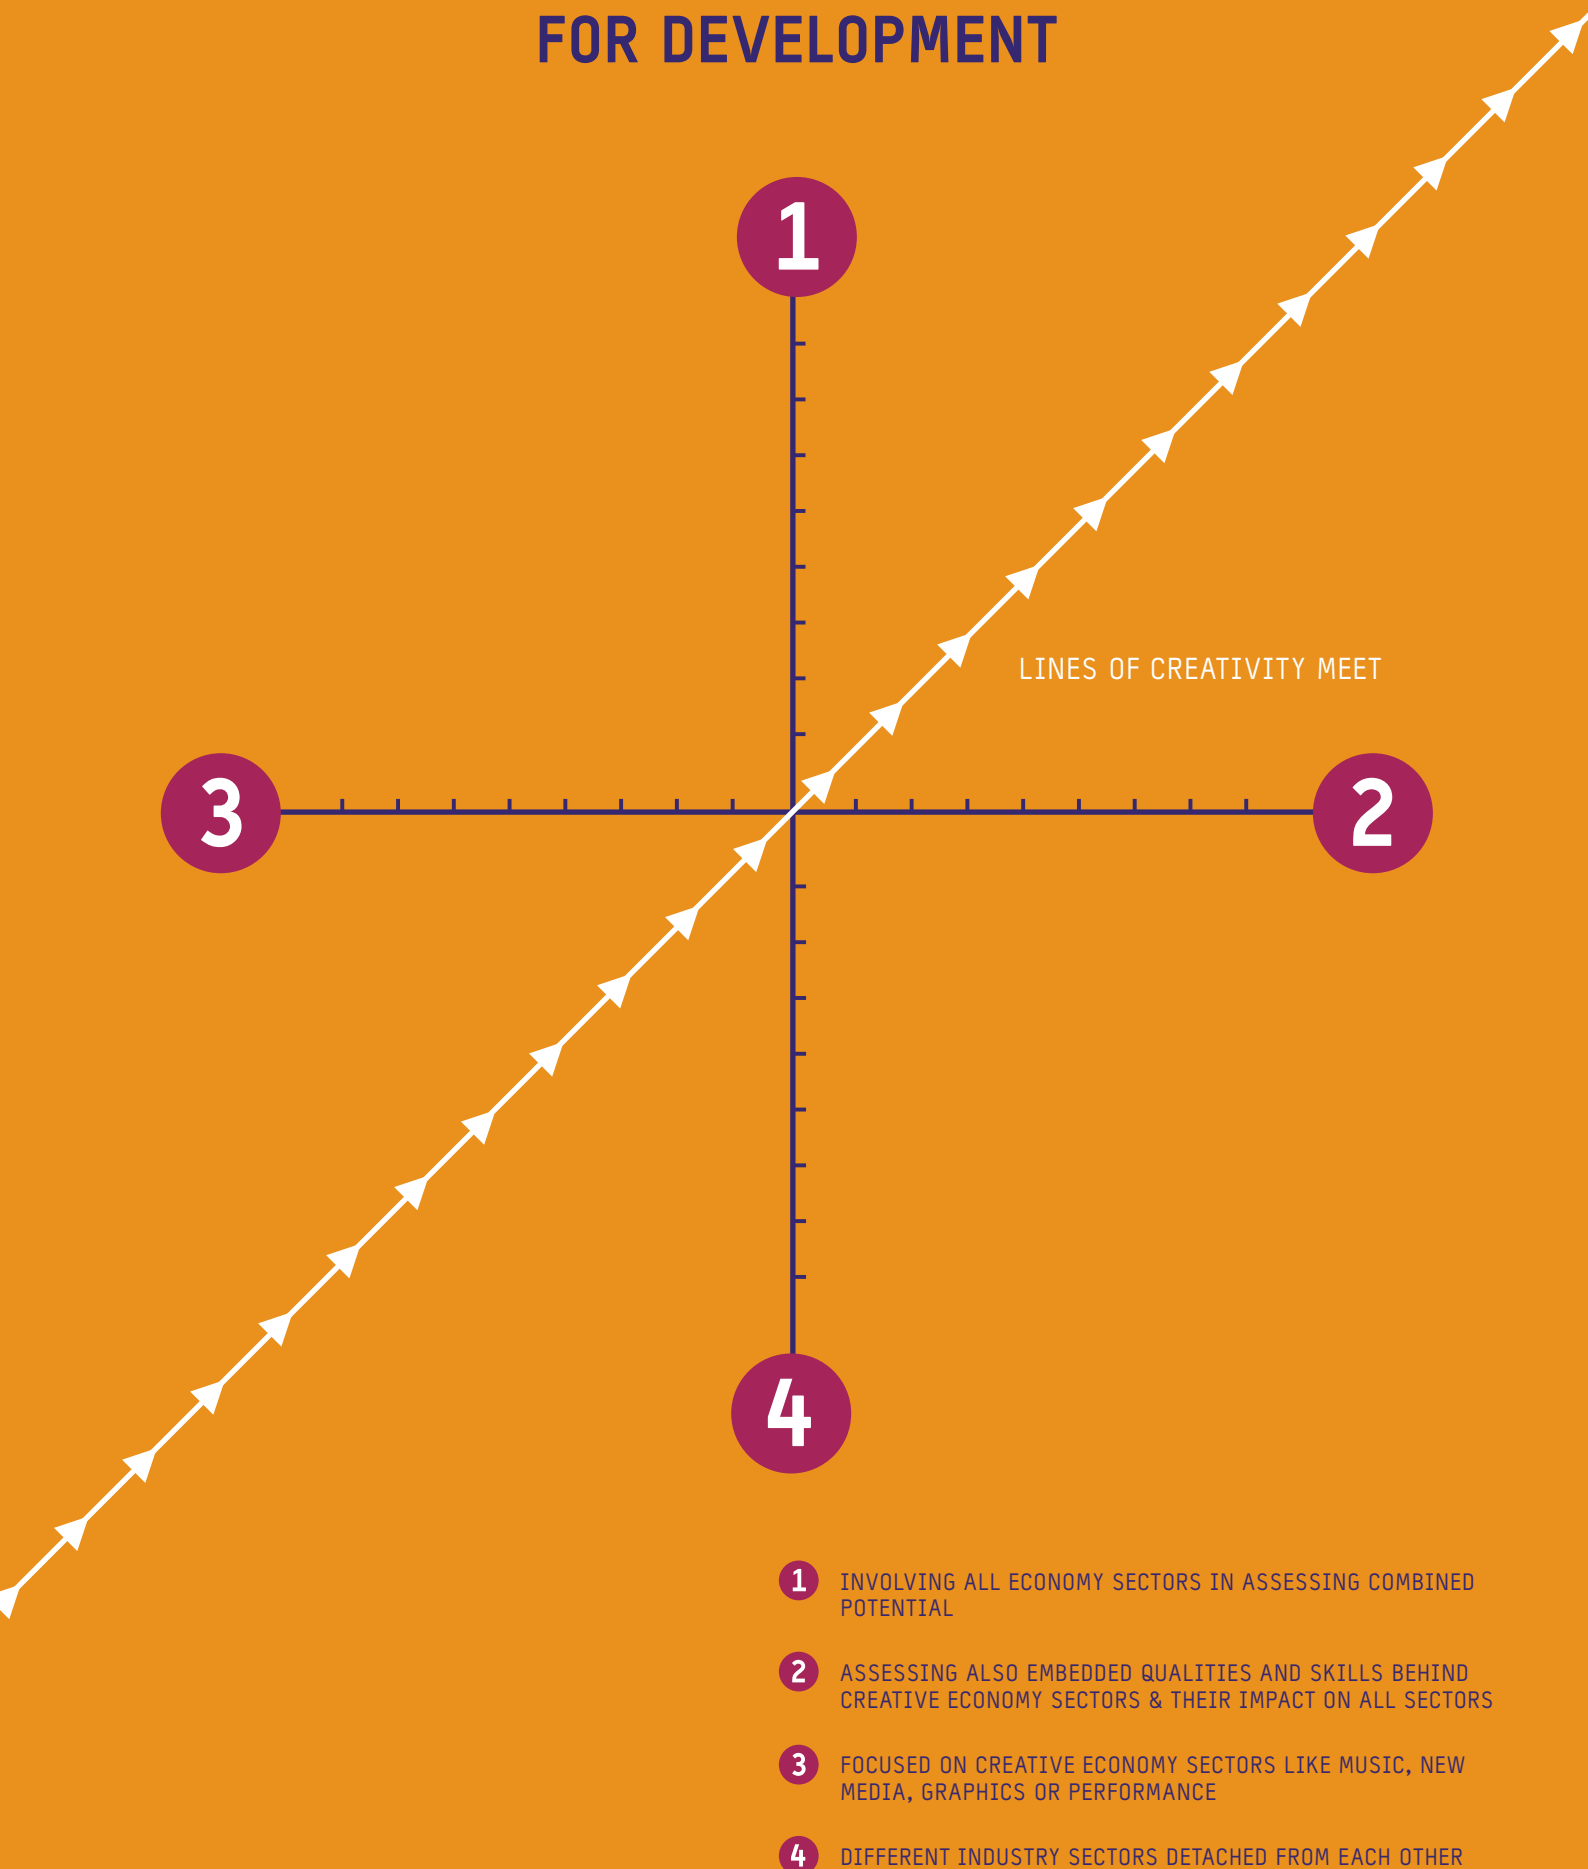 FOR DEVELOPMENT
1
LINES OF CREATIVITY MEET
3
2
4
1 INVOLVING ALL ECONOMY SECTORS IN ASSESSING COMBINED
POTENTIAL
2 ASSESSING ALSO EMBEDDED QUALITIES AND SKILLS BEHIND
CREATIVE ECONOMY SECTORS & THEIR IMPACT ON ALL SECTORS
3 FOCUSED ON CREATIVE ECONOMY SECTORS LIKE MUSIC, NEW
MEDIA, GRAPHICS OR PERFORMANCE
4 DIFFERENT INDUSTRY SECTORS DETACHED FROM EACH OTHER